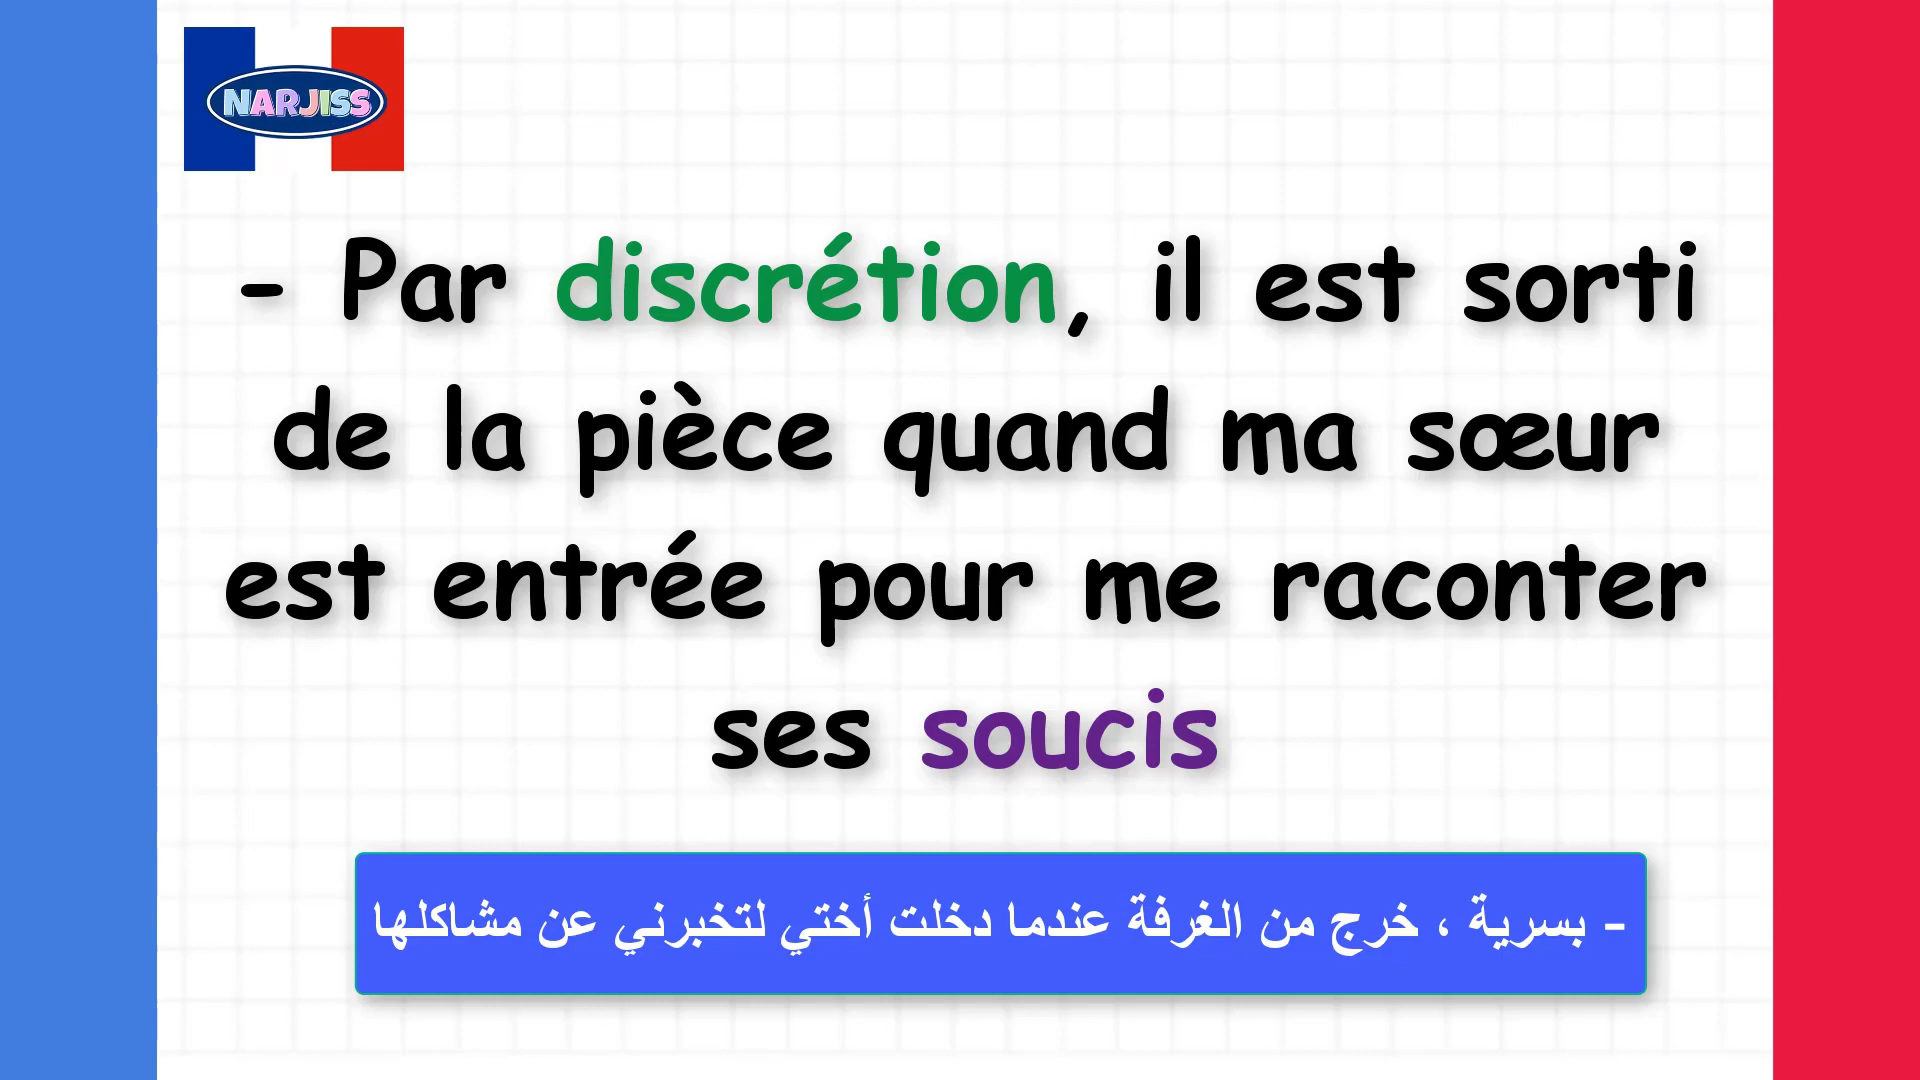 NARJISS
- Par discrétion, il est sorti
de la pièce quand ma sœur
est entrée pour me raconter
ses soucis
- بسرية ، خرج من الغرفة عندما دخلت أختي لتخبرني عن مشاكلها